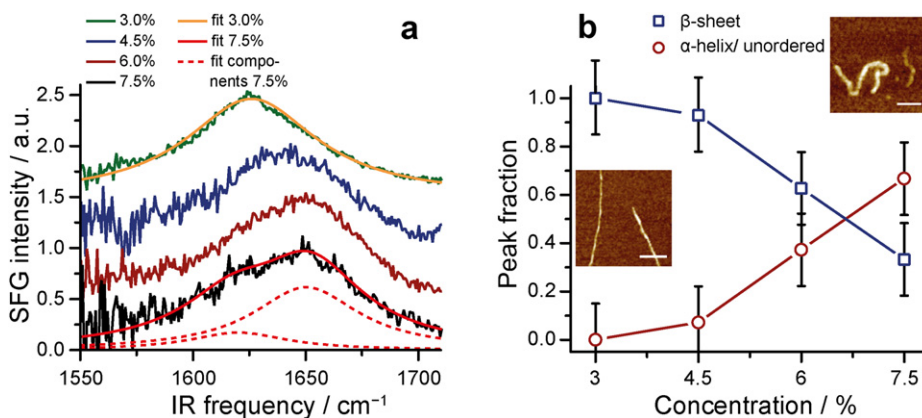 3.0% fit 3.0%
4.5% fit 7.5%
6.0% fit compo-
7.5% nents 7.5%
a
SFG intensity / a.u.
2.5
2.0
1.5
1.0
0.5
0.0
1550 1600 1650 1700
IR frequency / cm⁻¹
b
β-sheet
α-helix/ unordered
Peak fraction
1.0
0.8
0.6
0.4
0.2
0.0
3 4.5 6 7.5
Concentration / %